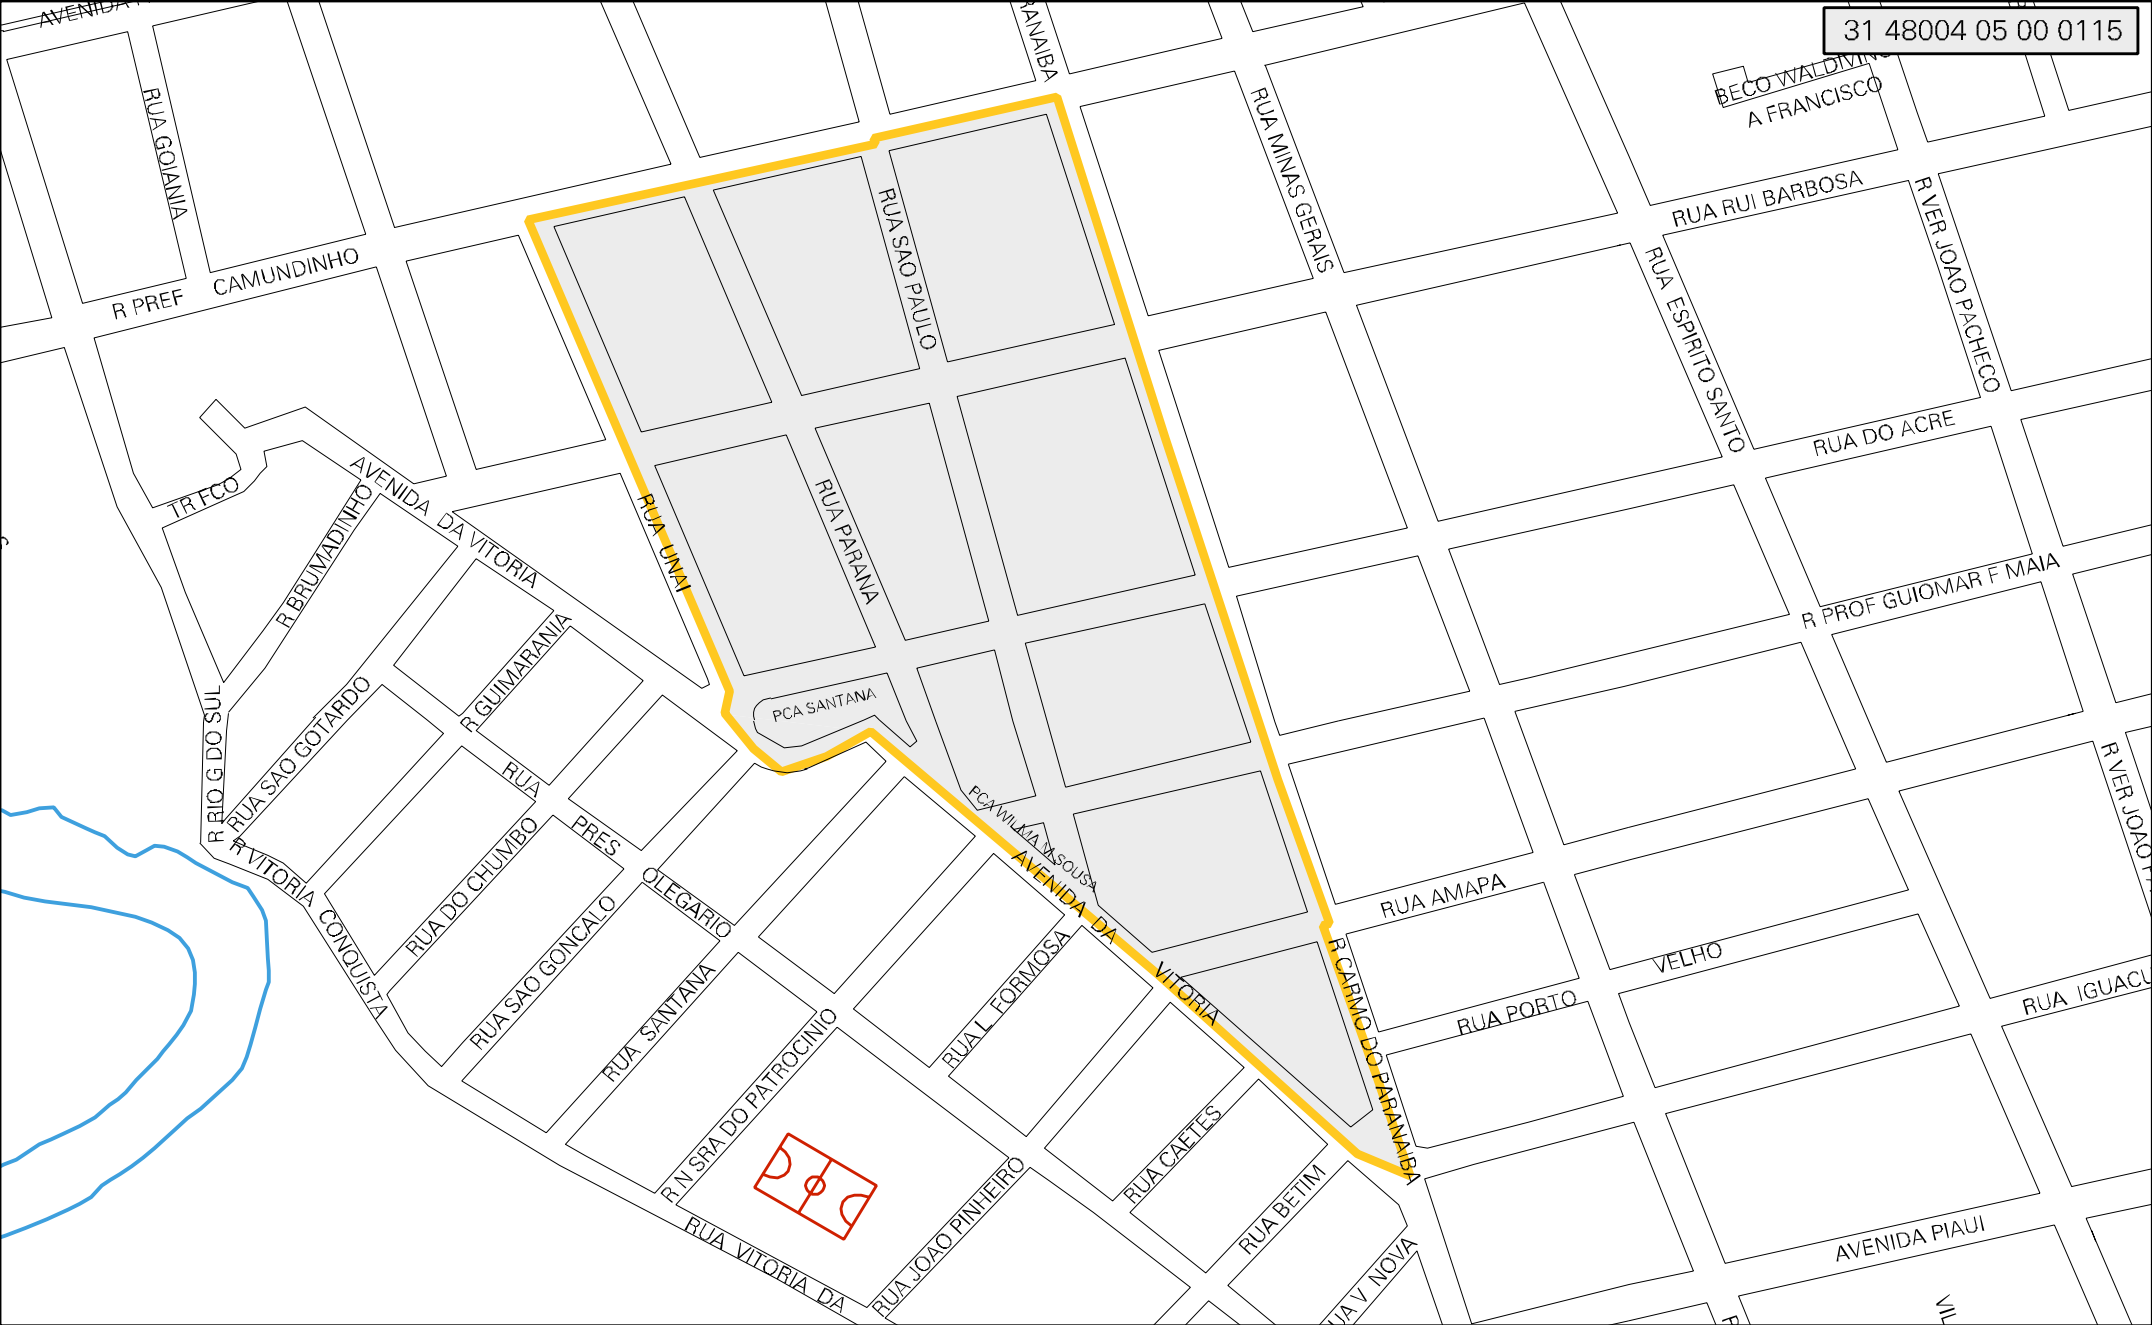 AVENIDA
RANAIBA
31 48004 05 00 0115
BECO WALDMINO
A FRANCISCO
RUA GOIANIA
RUA MINAS GERAIS
RUA RUI BARBOSA
R VER JOAO PACHECO
RUA SAO PAULO
R PREF CAMUNDINHO
RUA ESPIRITO SANTO
RUA DO ACRE
TR FCO
AVENIDA DA VITORIA
R BRUMADINHO
RUA UNAI
RUA PARANA
R PROF GUIOMAR F MAIA
R GUIMARANIA
R RIO G DO SUL
RUA SAO GOTARDO
PCA SANTANA
R VER JOAO P
RUA PRES OLEGARIO
PCA WILMA V SOUSA
R VITORIA CONQUISTA
RUA DO CHUMBO
AVENIDA DA VITORIA
RUA AMAPA
RUA SAO GONCALO
RUA SANTANA
RUA L FORMOSA
R CARMO DO PARANAIBA
RUA PORTO VELHO
RUA IGUACU
R N SRA DO PATROCINIO
RUA CAETES
RUA BETIM
RUA JOAO PINHEIRO
RUA VITORIA DA
UA V NOVA
AVENIDA PIAUI
VIL
R